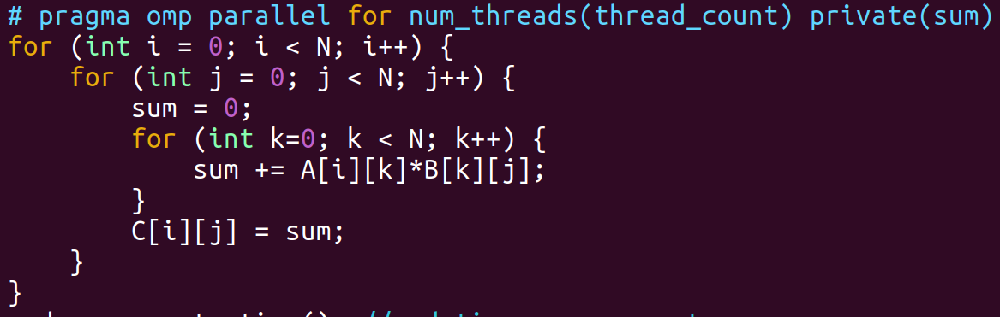 # pragma omp parallel for num_threads(thread_count) private(sum)
for (int i = 0; i < N; i++) {
    for (int j = 0; j < N; j++) {
        sum = 0;
        for (int k=0; k < N; k++) {
            sum += A[i][k]*B[k][j];
        }
        C[i][j] = sum;
    }
}